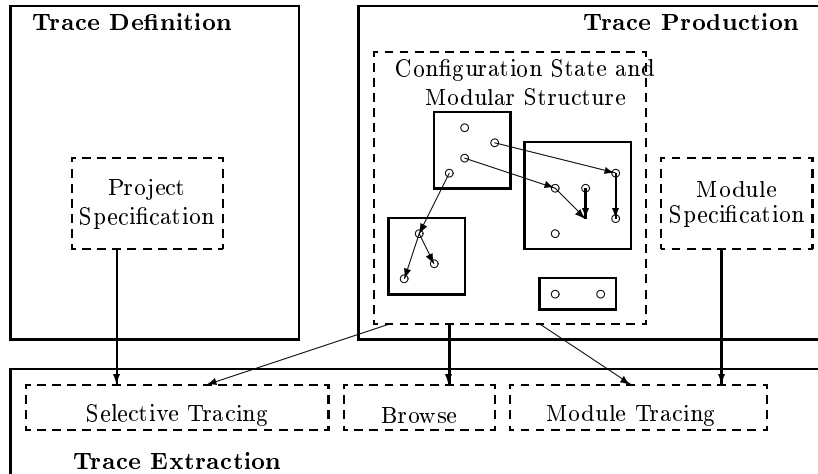 Trace Definition
Trace Production
Configuration State and
Modular Structure
Project
Specification
Module
Specification
Selective Tracing
Browse
Module Tracing
Trace Extraction